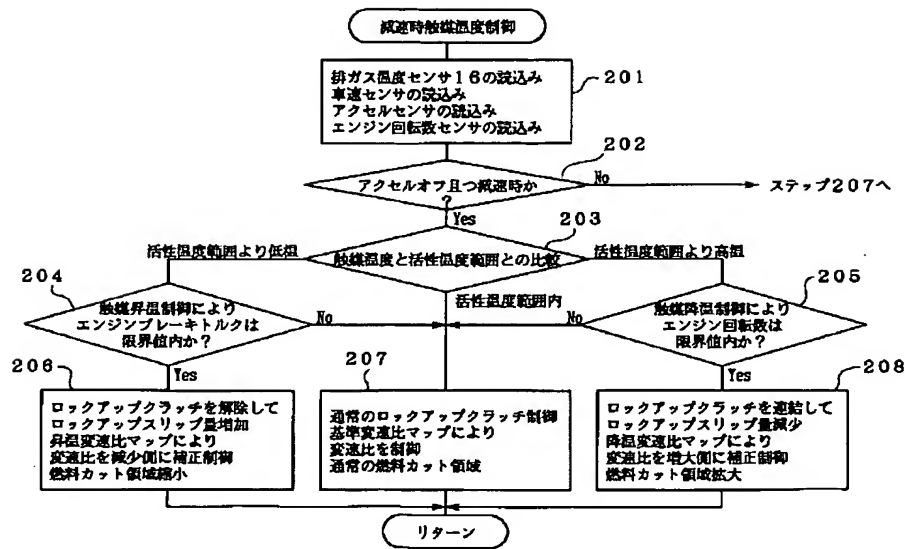 減速時触媒温度制御
201
排ガス温度センサ16の読込み
車速センサの読込み
アクセルセンサの読込み
エンジン回転数センサの読込み
202
アクセルオフ且つ減速時か
?
No
ステップ207へ
Yes
203
触媒温度と活性温度範囲との比較
活性温度範囲より低温
活性温度範囲より高温
活性温度範囲内
204
触媒昇温制御により
エンジンブレーキトルクは
限界値内か?
No
Yes
205
触媒降温制御により
エンジン回転数は
限界値内か?
No
Yes
206
ロックアップクラッチを解除して
ロックアップスリップ量増加
昇温変速比マップにより
変速比を減少側に補正制御
燃料カット領域縮小
207
通常のロックアップクラッチ制御
基準変速比マップにより
変速比を制御
通常の燃料カット領域
208
ロックアップクラッチを連結して
ロックアップスリップ量減少
降温変速比マップにより
変速比を増大側に補正制御
燃料カット領域拡大
リターン